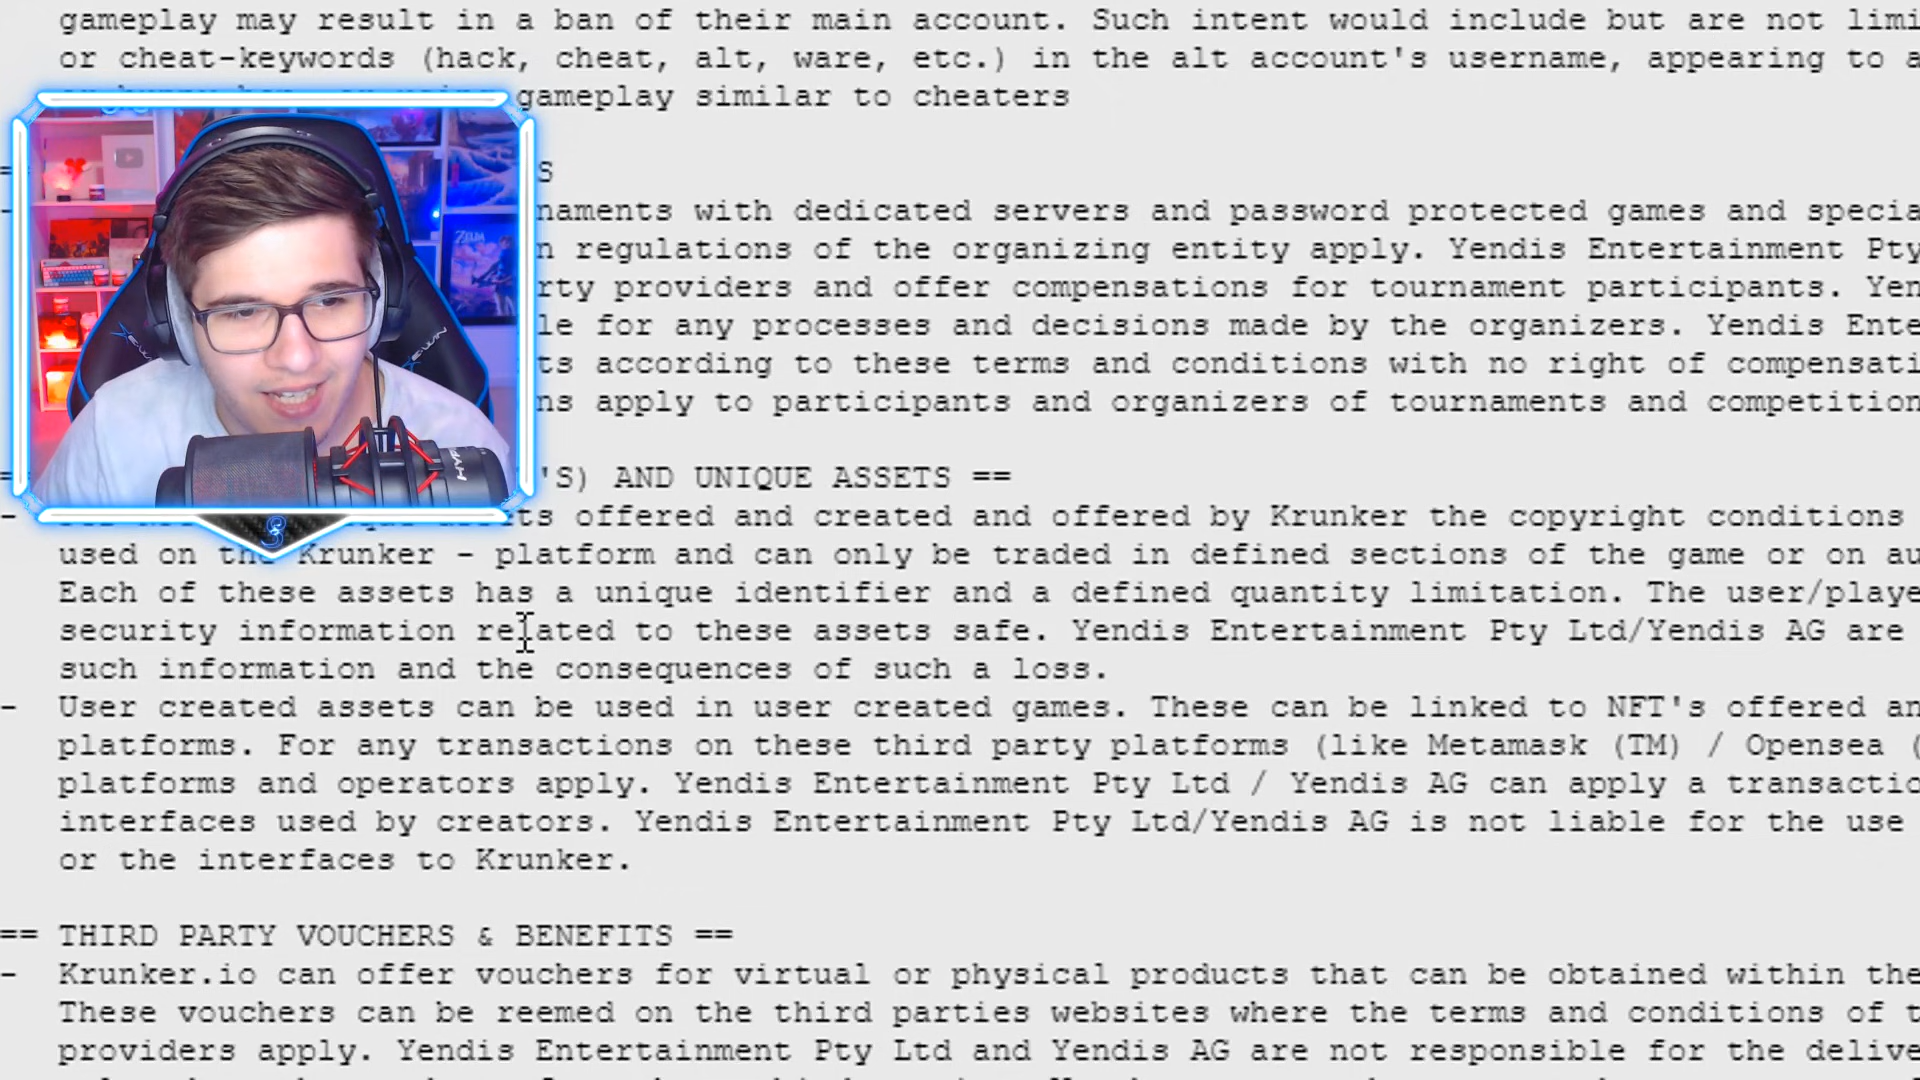 gameplay may result in a ban of their main account. Such intent would include but are not
or cheat-keywords (hack, cheat, alt, ware, etc.) in the alt account's username, appearing to
gameplay similar to cheaters
S
naments with dedicated servers and password protected games and
regulations of the organizing entity apply. Yendis Entertainment Pty
rty providers and offer compensations for tournament participants.
le for any processes and decisions made by the organizers. Yendis
ts according to these terms and conditions with no right of
ns apply to participants and organizers of tournaments and
'S) AND UNIQUE ASSETS ==
- ts offered and created and offered by Krunker the copyright conditions
used on the Krunker - platform and can only be traded in defined sections of the game or on
Each of these assets has a unique identifier and a defined quantity limitation. The
security information related to these assets safe. Yendis Entertainment Pty Ltd/Yendis AG are
such information and the consequences of such a loss.
- User created assets can be used in user created games. These can be linked to NFT's offered
platforms. For any transactions on these third party platforms (like Metamask (TM) / Opensea (
platforms and operators apply. Yendis Entertainment Pty Ltd / Yendis AG can apply a
interfaces used by creators. Yendis Entertainment Pty Ltd/Yendis AG is not liable for the use
or the interfaces to Krunker.
== THIRD PARTY VOUCHERS & BENEFITS ==
- Krunker.io can offer vouchers for virtual or physical products that can be obtained within the
These vouchers can be reemed on the third parties websites where the terms and conditions of
providers apply. Yendis Entertainment Pty Ltd and Yendis AG are not responsible for the
ZELDA